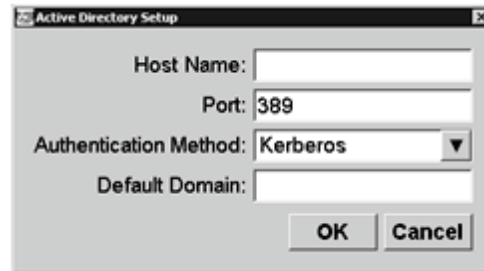 Active Directory Setup
Host Name:
Port: 389
Authentication Method: Kerberos
Default Domain:
OK Cancel